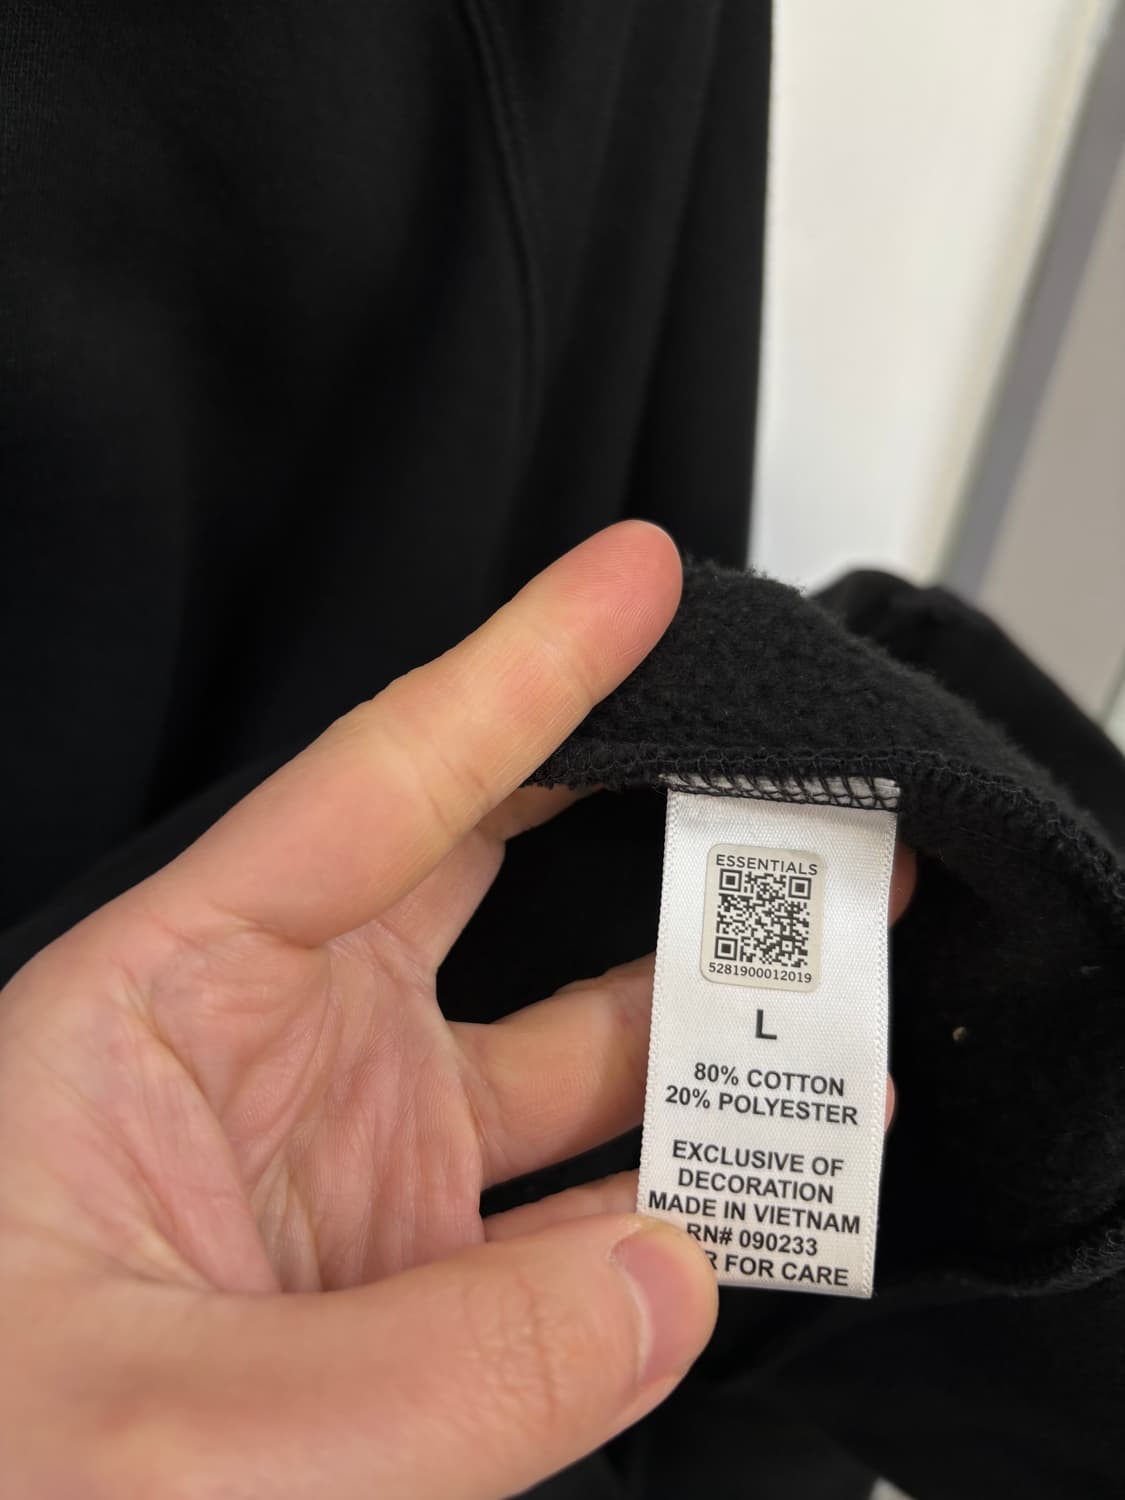 ESSENTIALS
5281900012019
L
80% COTTON
20% POLYESTER
EXCLUSIVE OF
DECORATION
MADE IN VIETNAM
RN# 090233
FOR CARE